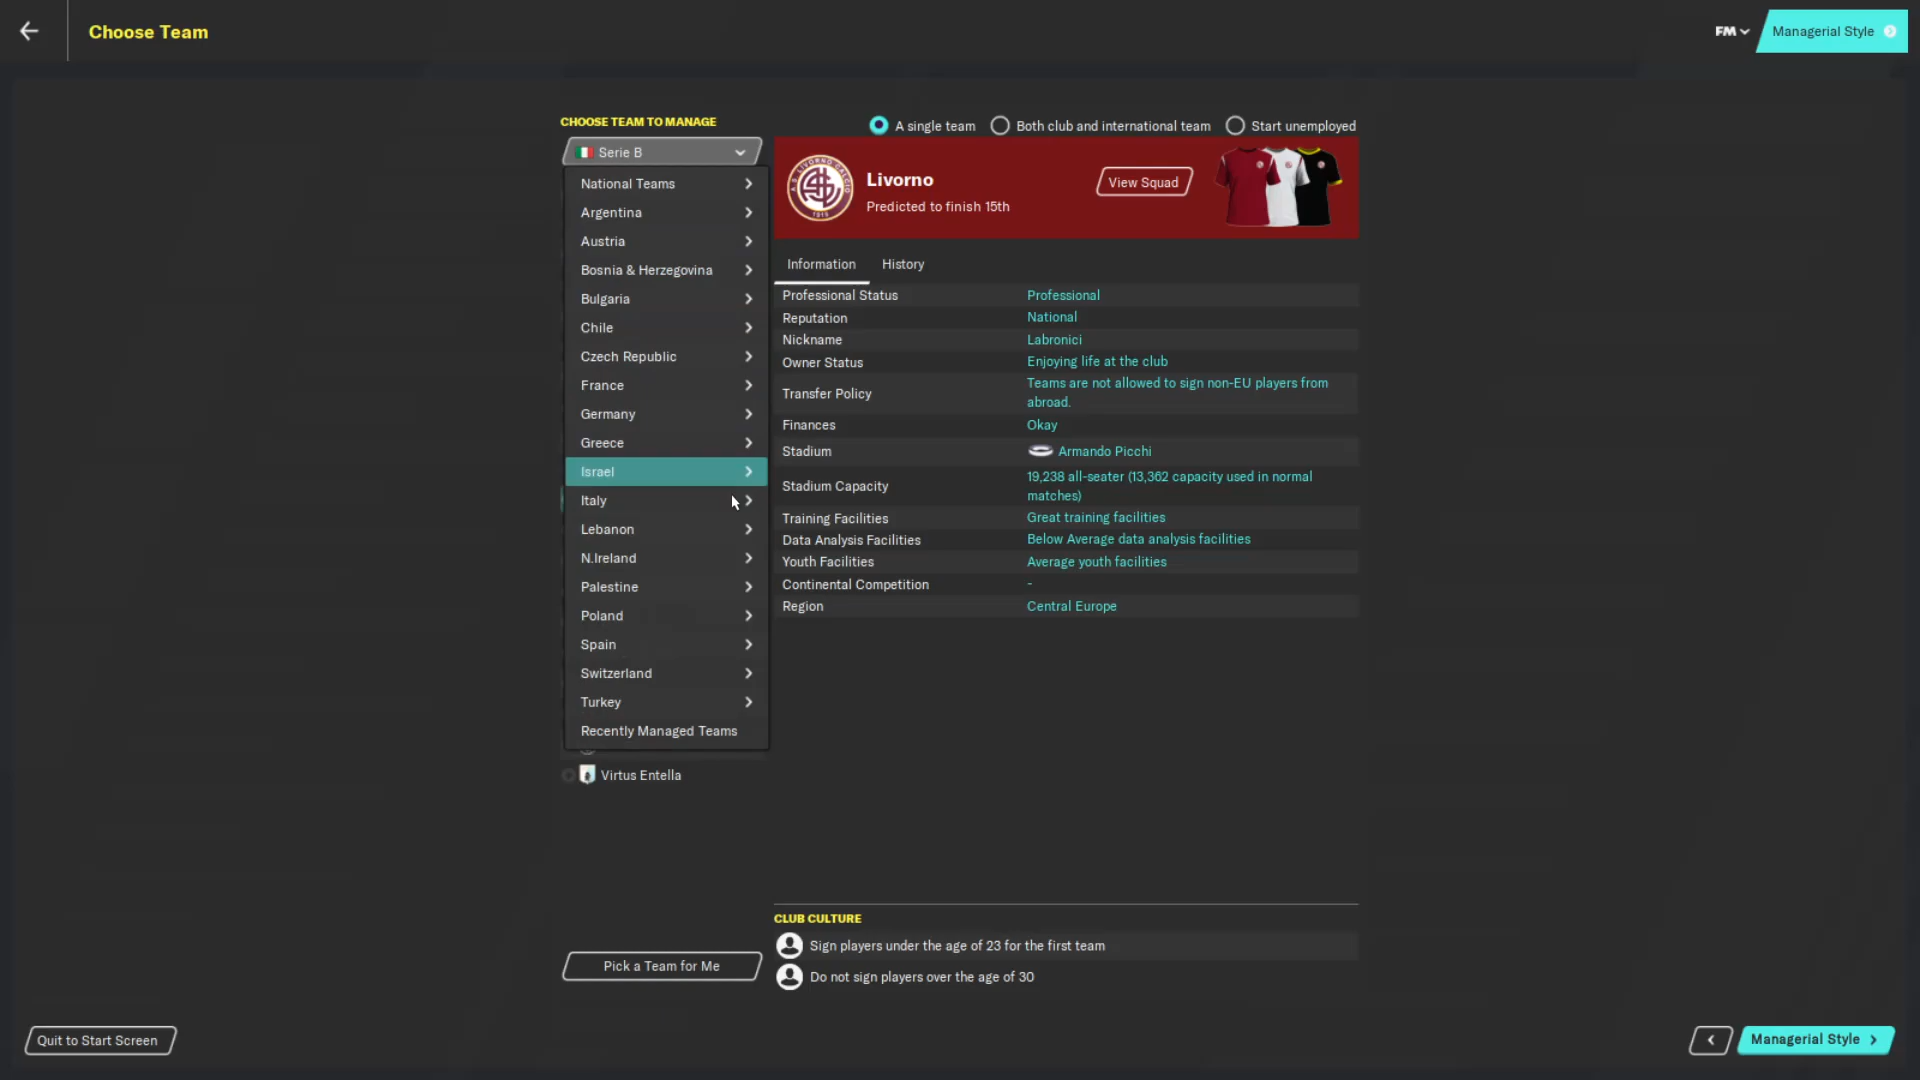 Choose Team
FM
Managerial Style
CHOOSE TEAM TO MANAGE
A single team
Both club and international team
Start unemployed
Serie B
National Teams
Argentina
Austria
Bosnia & Herzegovina
Bulgaria
Chile
Czech Republic
France
Germany
Greece
Israel
Italy
Lebanon
N.Ireland
Palestine
Poland
Spain
Switzerland
Turkey
Recently Managed Teams
Virtus Entella
Pick a Team for Me
A.S. LIVORNO CALCIO
1915
Livorno
Predicted to finish 15th
View Squad
Information
History
Professional Status
Professional
Reputation
National
Nickname
Labronici
Owner Status
Enjoying life at the club
Transfer Policy
Teams are not allowed to sign non-EU players from
abroad.
Finances
Okay
Stadium
Armando Picchi
Stadium Capacity
19,238 all-seater (13,362 capacity used in normal
matches)
Training Facilities
Great training facilities
Data Analysis Facilities
Below Average data analysis facilities
Youth Facilities
Average youth facilities
Continental Competition
-
Region
Central Europe
CLUB CULTURE
Sign players under the age of 23 for the first team
Do not sign players over the age of 30
Quit to Start Screen
Managerial Style